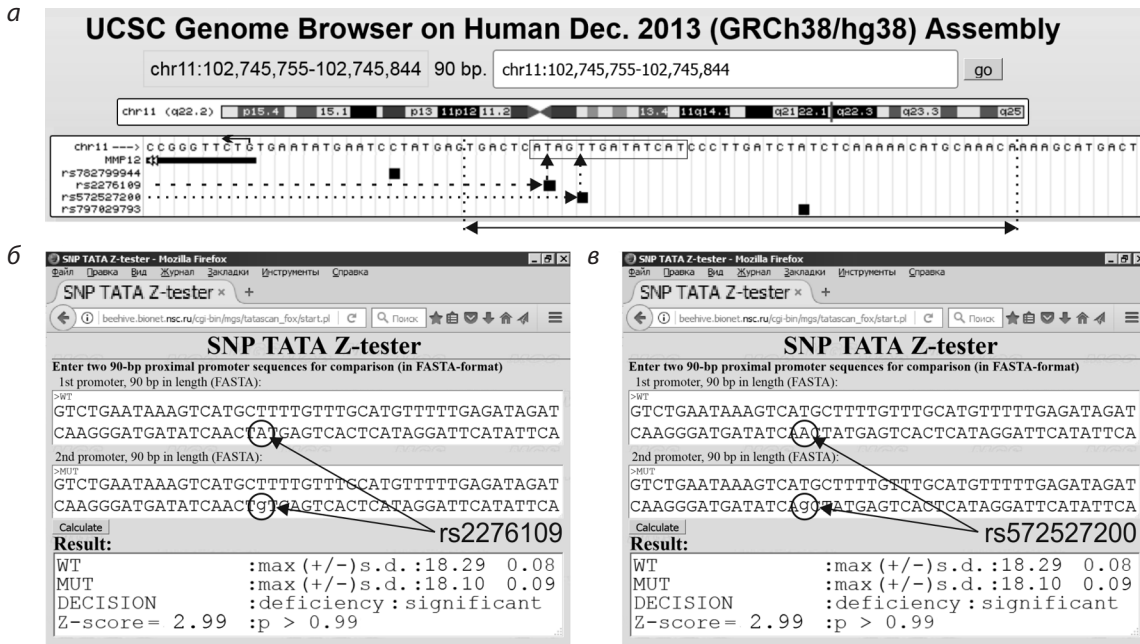 а
UCSC Genome Browser on Human Dec. 2013 (GRCh38/hg38) Assembly
chr11:102,745,755-102,745,844 90 bp. chr11:102,745,755-102,745,844 go
chr11 (q22.2) p15.4 15.1 p13 11p12 11.2 13.4 11q14.1 q21 22.1 q22.3 q23.3 q25
chr11 ---> CCGGGTTCTGTGAATATGAATCCTATGAGTGACTCATAGTTGATATCATCCCTTGATCTATCTCAAAAACATGCAAACAAAAGCATGACT
MMP12
rs782799944
rs2276109
rs572527200
rs797029793
б
SNP TATA Z-tester - Mozilla Firefox
Файл Правка Вид Журнал Закладки Инструменты Справка
SNP TATA Z-tester × +
beehive.bionet.nsc.ru/cgi-bin/mgs/tatascan_fox/start.pl Поиск
SNP TATA Z-tester
Enter two 90-bp proximal promoter sequences for comparison (in FASTA-format)
1st promoter, 90 bp in length (FASTA):
>WT
GTCTGAATAAAGTCATGCTTTTGTTTGCATGTTTTTGAGATAGAT
CAAGGGATGATATCAACTATGAGTCACTCATAGGATTCATATTCA
2nd promoter, 90 bp in length (FASTA):
>MUT
GTCTGAATAAAGTCATGCTTTTGTTTGCATGTTTTTGAGATAGAT
CAAGGGATGATATCAACTgTGAGTCACTCATAGGATTCATATTCA
Calculate
rs2276109
Result:
WT :max(+/-)s.d.:18.29 0.08
MUT :max(+/-)s.d.:18.10 0.09
DECISION :deficiency:significant
Z-score= 2.99 :p > 0.99
в
SNP TATA Z-tester - Mozilla Firefox
Файл Правка Вид Журнал Закладки Инструменты Справка
SNP TATA Z-tester × +
beehive.bionet.nsc.ru/cgi-bin/mgs/tatascan_fox/start.pl Поиск
SNP TATA Z-tester
Enter two 90-bp proximal promoter sequences for comparison (in FASTA-format)
1st promoter, 90 bp in length (FASTA):
>WT
GTCTGAATAAAGTCATGCTTTTGTTTGCATGTTTTTGAGATAGAT
CAAGGGATGATATCAACTATGAGTCACTCATAGGATTCATATTCA
2nd promoter, 90 bp in length (FASTA):
>MUT
GTCTGAATAAAGTCATGCTTTTGTTTGCATGTTTTTGAGATAGAT
CAAGGGATGATATCAgCTATGAGTCACTCATAGGATTCATATTCA
Calculate
rs572527200
Result:
WT :max(+/-)s.d.:18.29 0.08
MUT :max(+/-)s.d.:18.10 0.09
DECISION :deficiency:significant
Z-score= 2.99 :p > 0.99